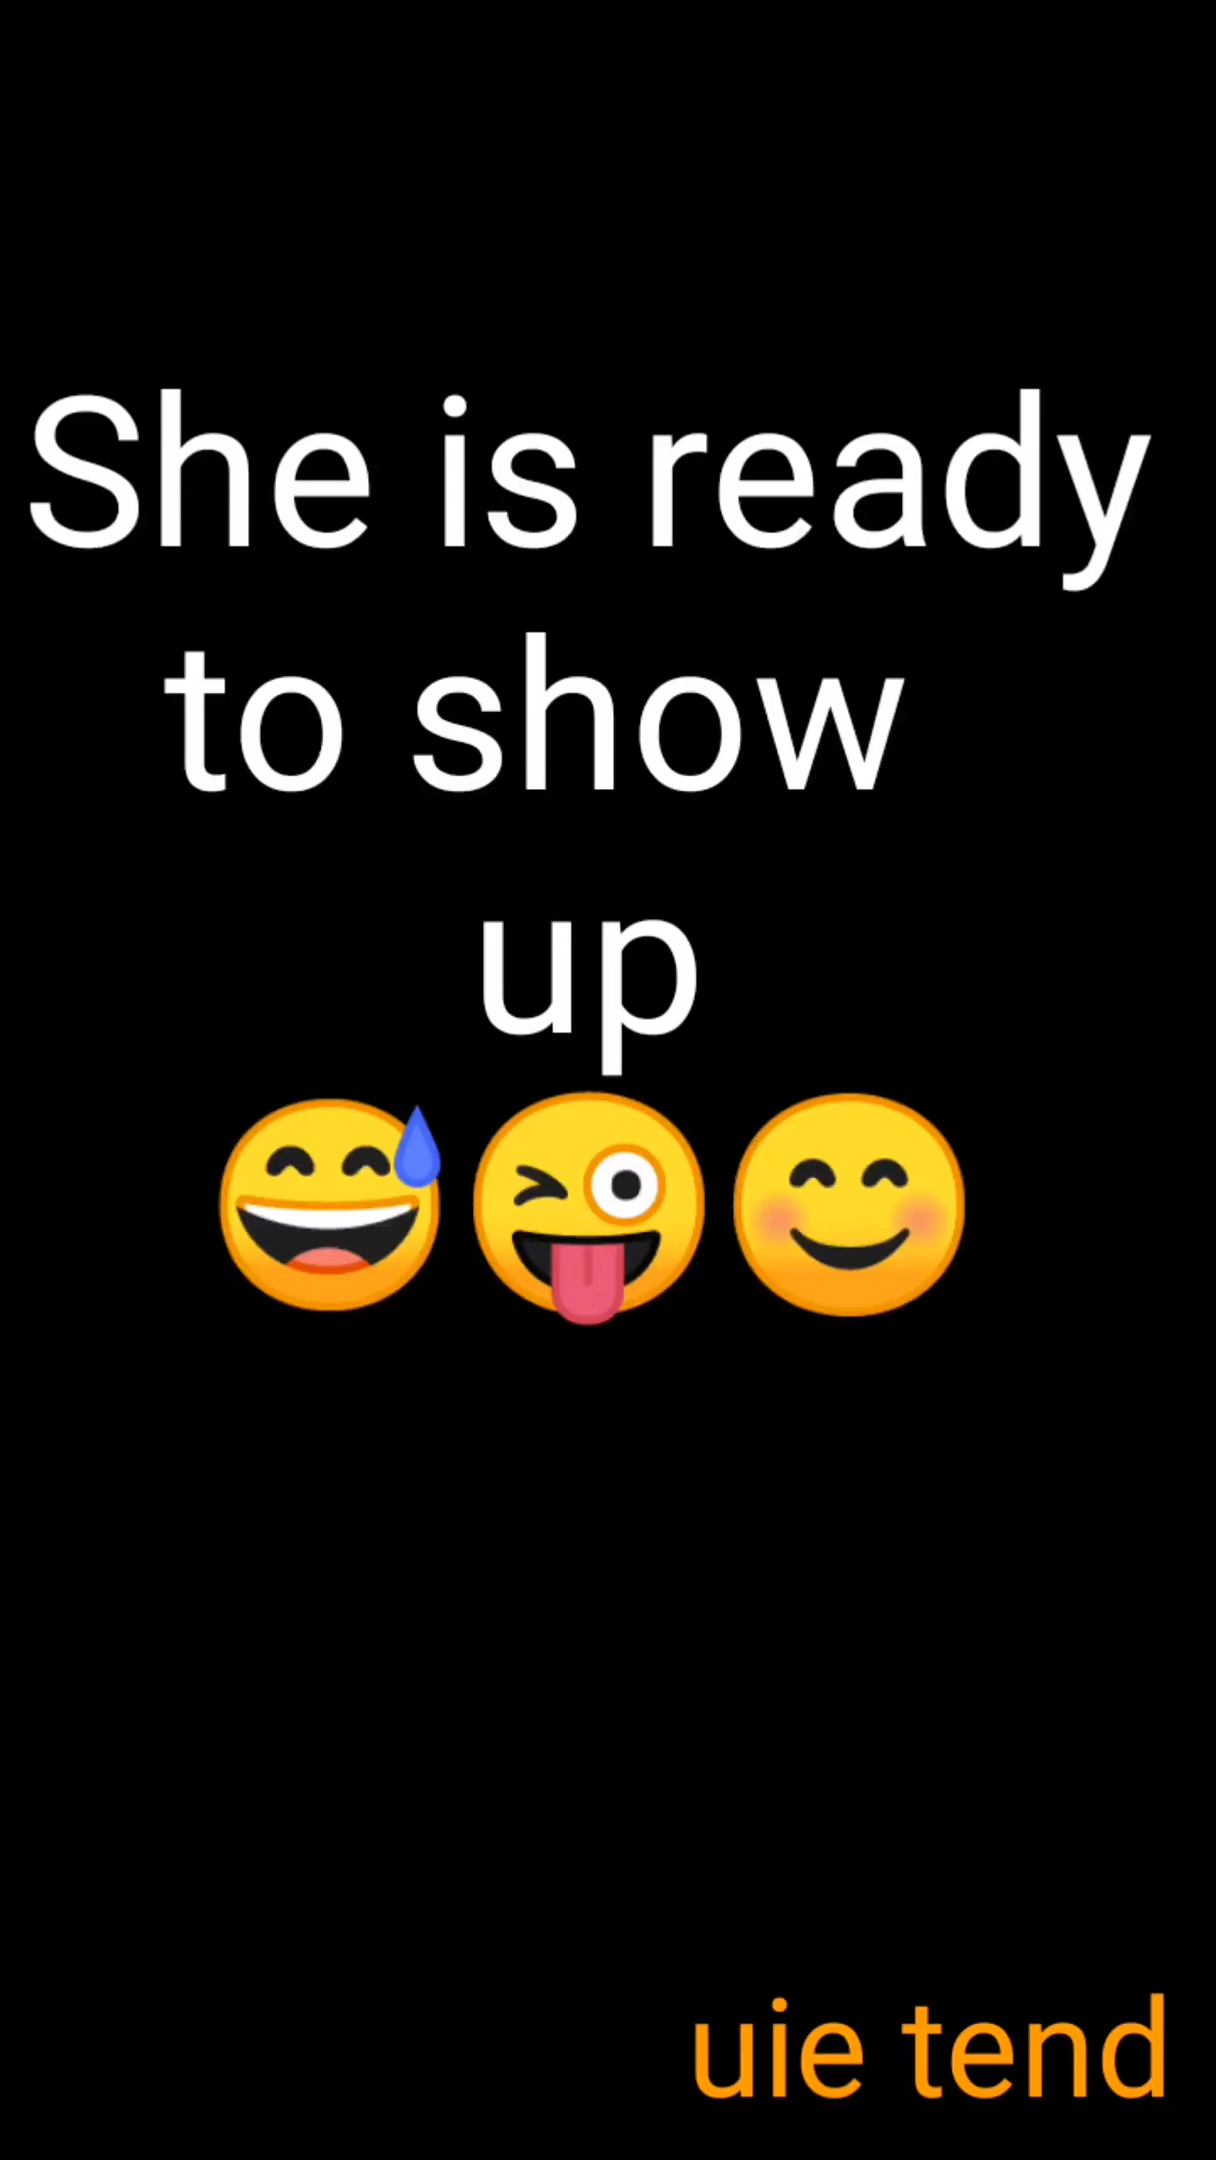 She is ready
to show
up
😅😜😊
uie tend